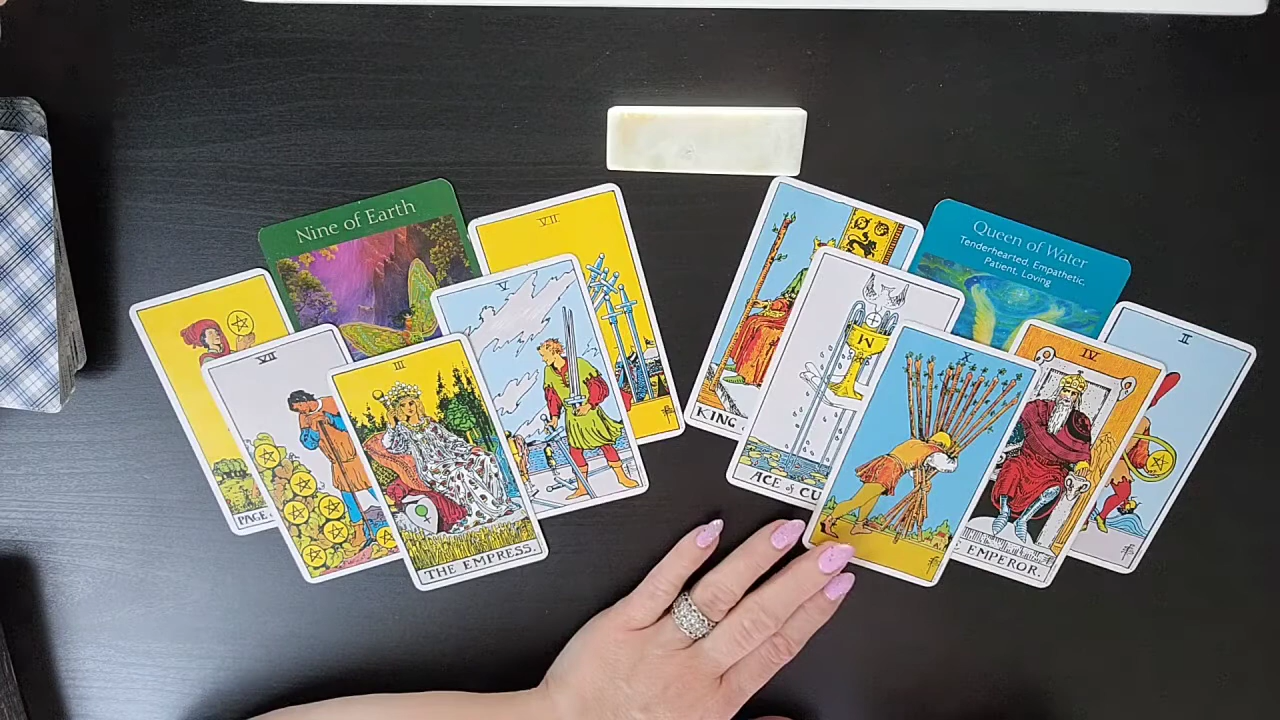 Nine of Earth
VII
PAGE
VII
III
THE EMPRESS.
V
KING
ACE of CU
X
Queen of Water
Tenderhearted, Empathetic,
Patient, Loving
IV
EMPEROR.
II